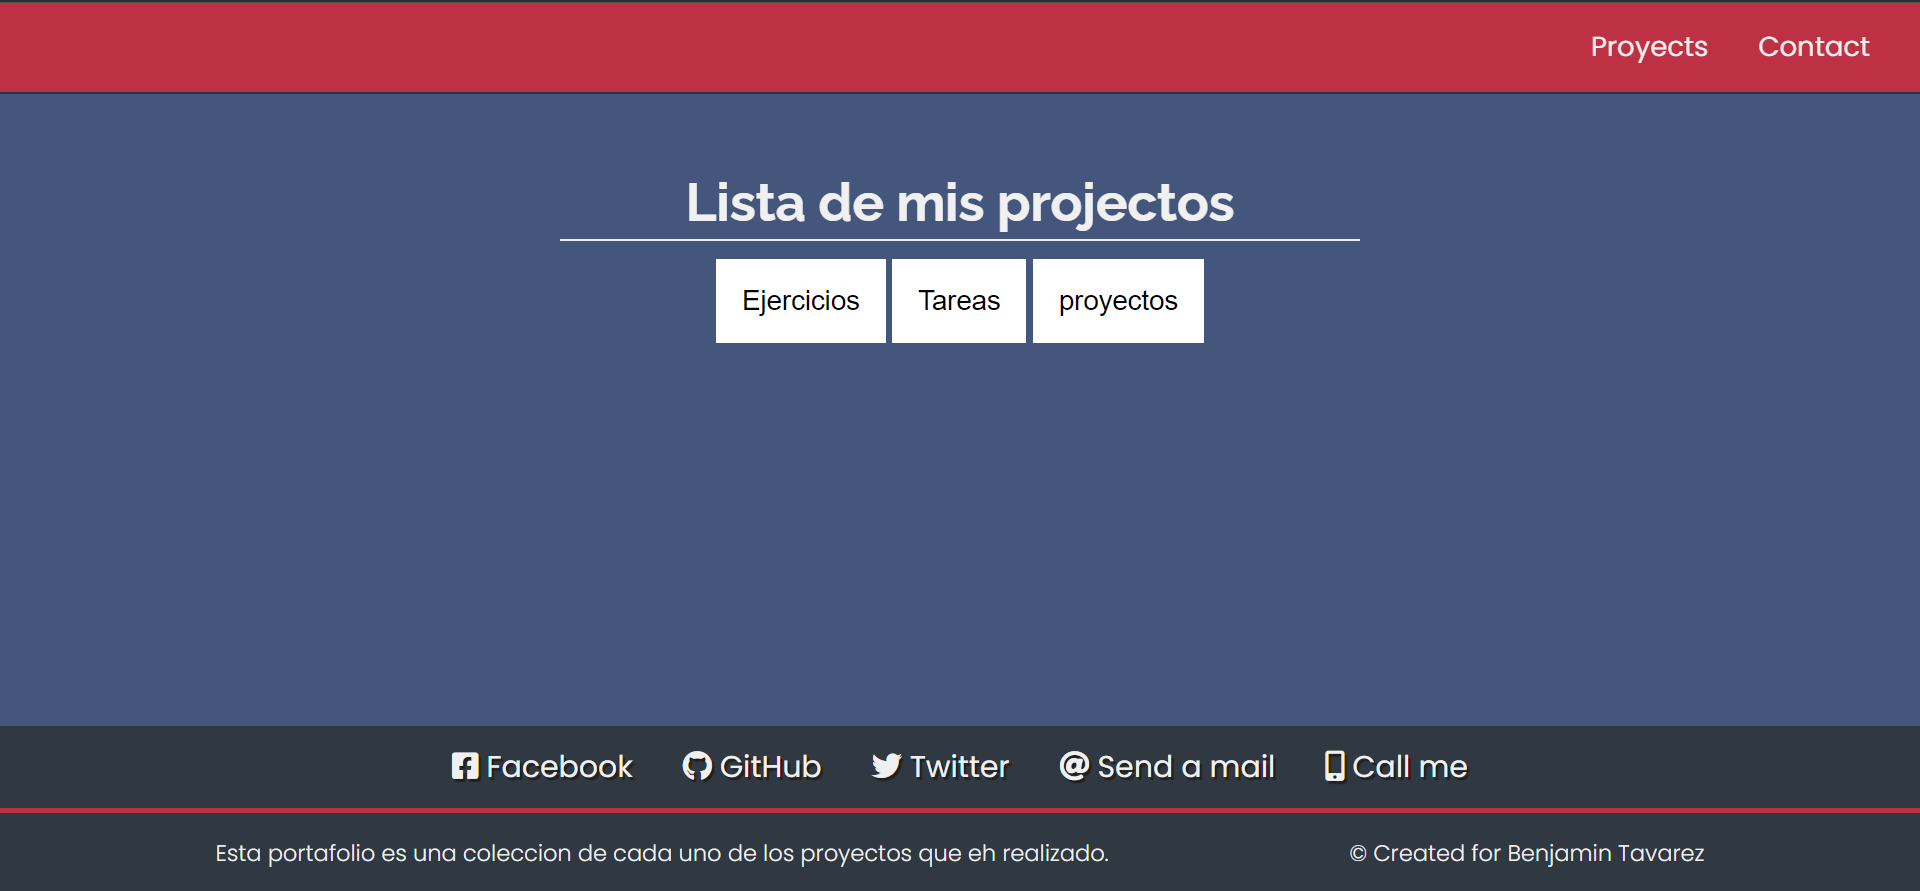 Proyects Contact
Lista de mis projectos
Ejercicios Tareas proyectos
Facebook GitHub Twitter Send a mail Call me
Esta portafolio es una coleccion de cada uno de los proyectos que eh realizado. © Created for Benjamin Tavarez